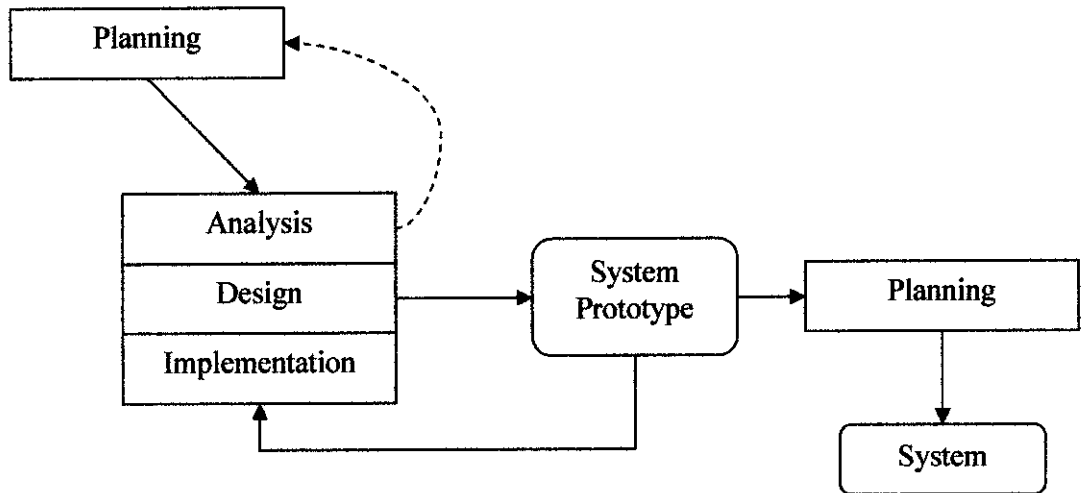 Planning
Analysis
Design
Implementation
System
Prototype
Planning
System